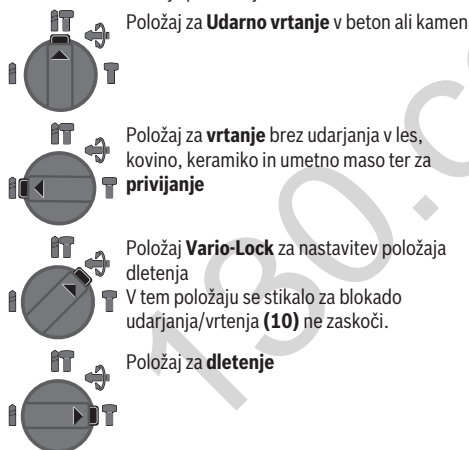 Položaj za Udarno vrtanje v beton ali kamen
Položaj za vrtanje brez udarjanja v les,
kovino, keramiko in umetno maso ter za
privijanje
Položaj Vario-Lock za nastavitev položaja
dletenja
V tem položaju se stikalo za blokado
udarjanja/vrtenja (10) ne zaskoči.
Položaj za dletenje